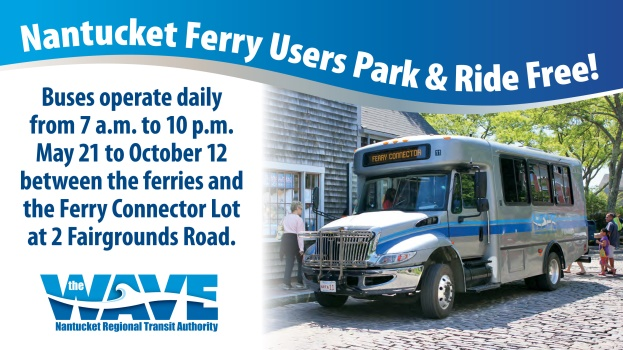 Nantucket Ferry Users Park & Ride Free!
Buses operate daily
from 7 a.m. to 10 p.m.
May 21 to October 12
between the ferries and
the Ferry Connector Lot
at 2 Fairgrounds Road.
FERRY CONNECTOR
11
the WAVE
Nantucket Regional Transit Authority